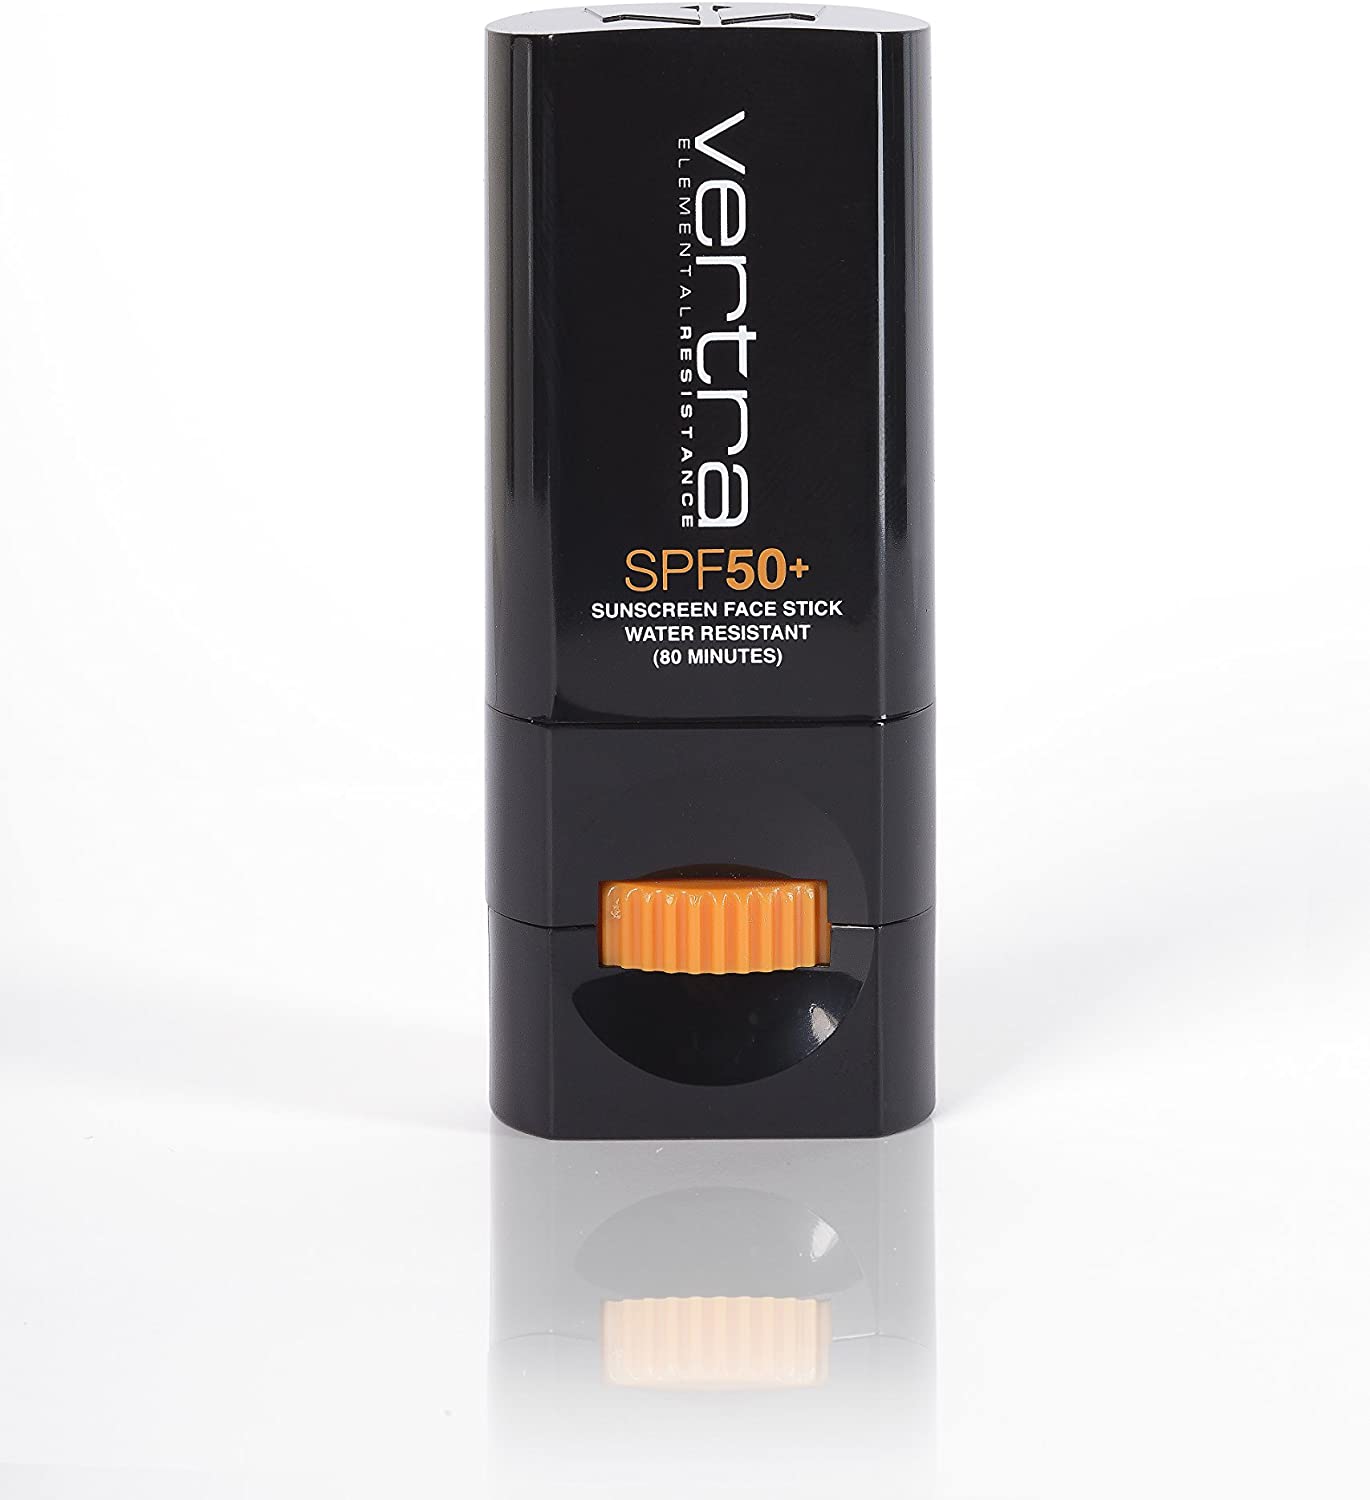 vertra
ELEMENTALRESISTANCE
SPF50+
SUNSCREEN FACE STICK
WATER RESISTANT
(80 MINUTES)